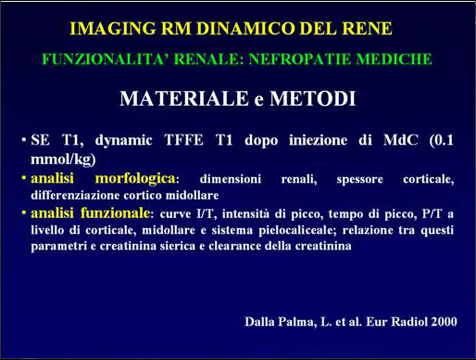 IMAGING RM DINAMICO DEL RENE
FUNZIONALITA' RENALE: NEFROPATIE MEDICHE
MATERIALE e METODI
• SE T1, dynamic TFFE T1 dopo iniezione di MdC (0.1
mmol/kg)
• analisi morfologica: dimensioni renali, spessore corticale,
differenziazione cortico midollare
• analisi funzionale: curve I/T, intensità di picco, tempo di picco, P/T a
livello di corticale, midollare e sistema pielocaliceale; relazione tra questi
parametri e creatinina sierica e clearance della creatinina
Dalla Palma, L. et al. Eur Radiol 2000